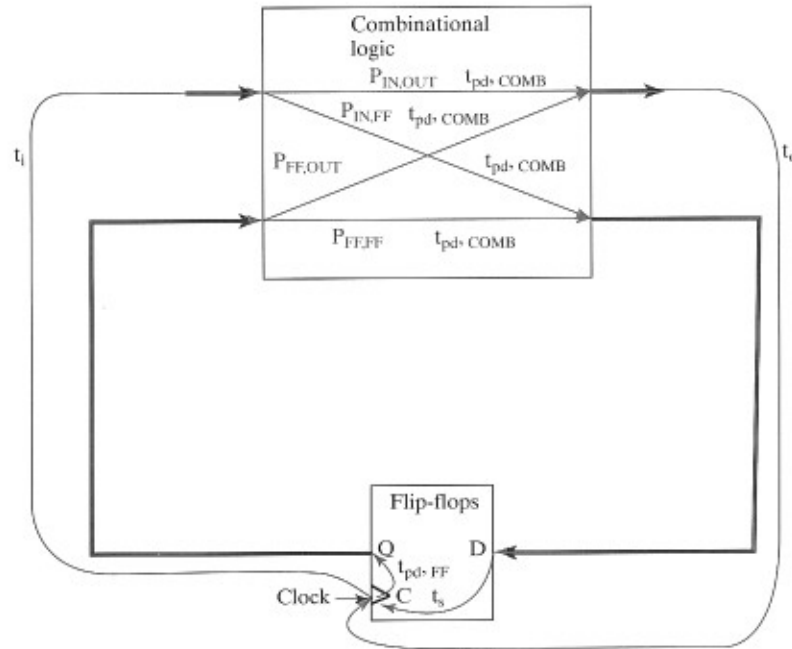 Combinational
logic
P_IN,OUT t_pd, COMB
P_IN,FF t_pd, COMB
t_i
P_FF,OUT t_pd, COMB
P_FF,FF t_pd, COMB
Flip-flops
Q D
t_pd, FF
Clock C t_s